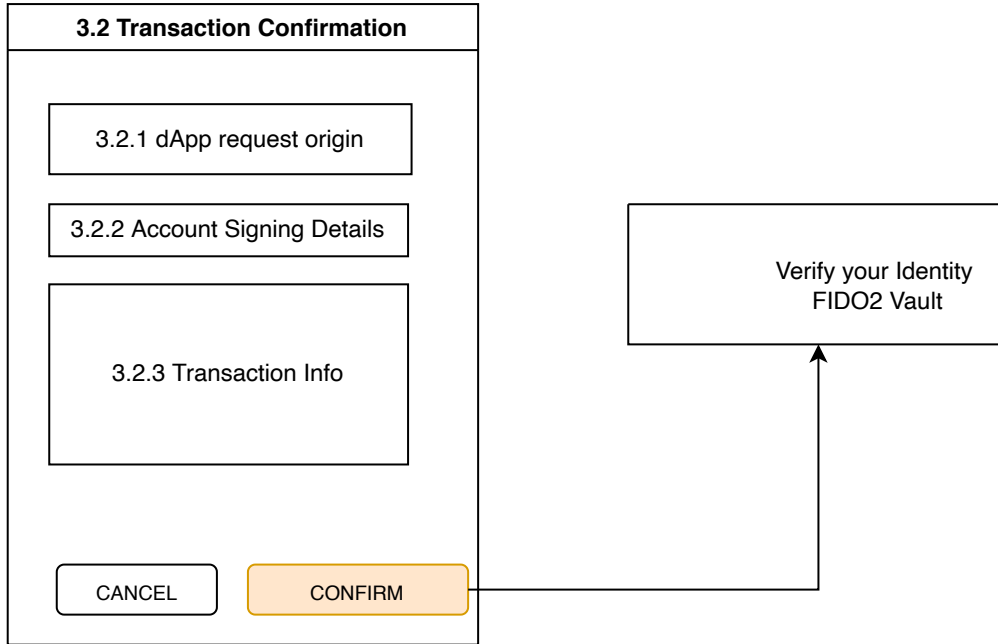 3.2 Transaction Confirmation
3.2.1 dApp request origin
3.2.2 Account Signing Details
3.2.3 Transaction Info
CANCEL
CONFIRM
Verify your Identity
FIDO2 Vault